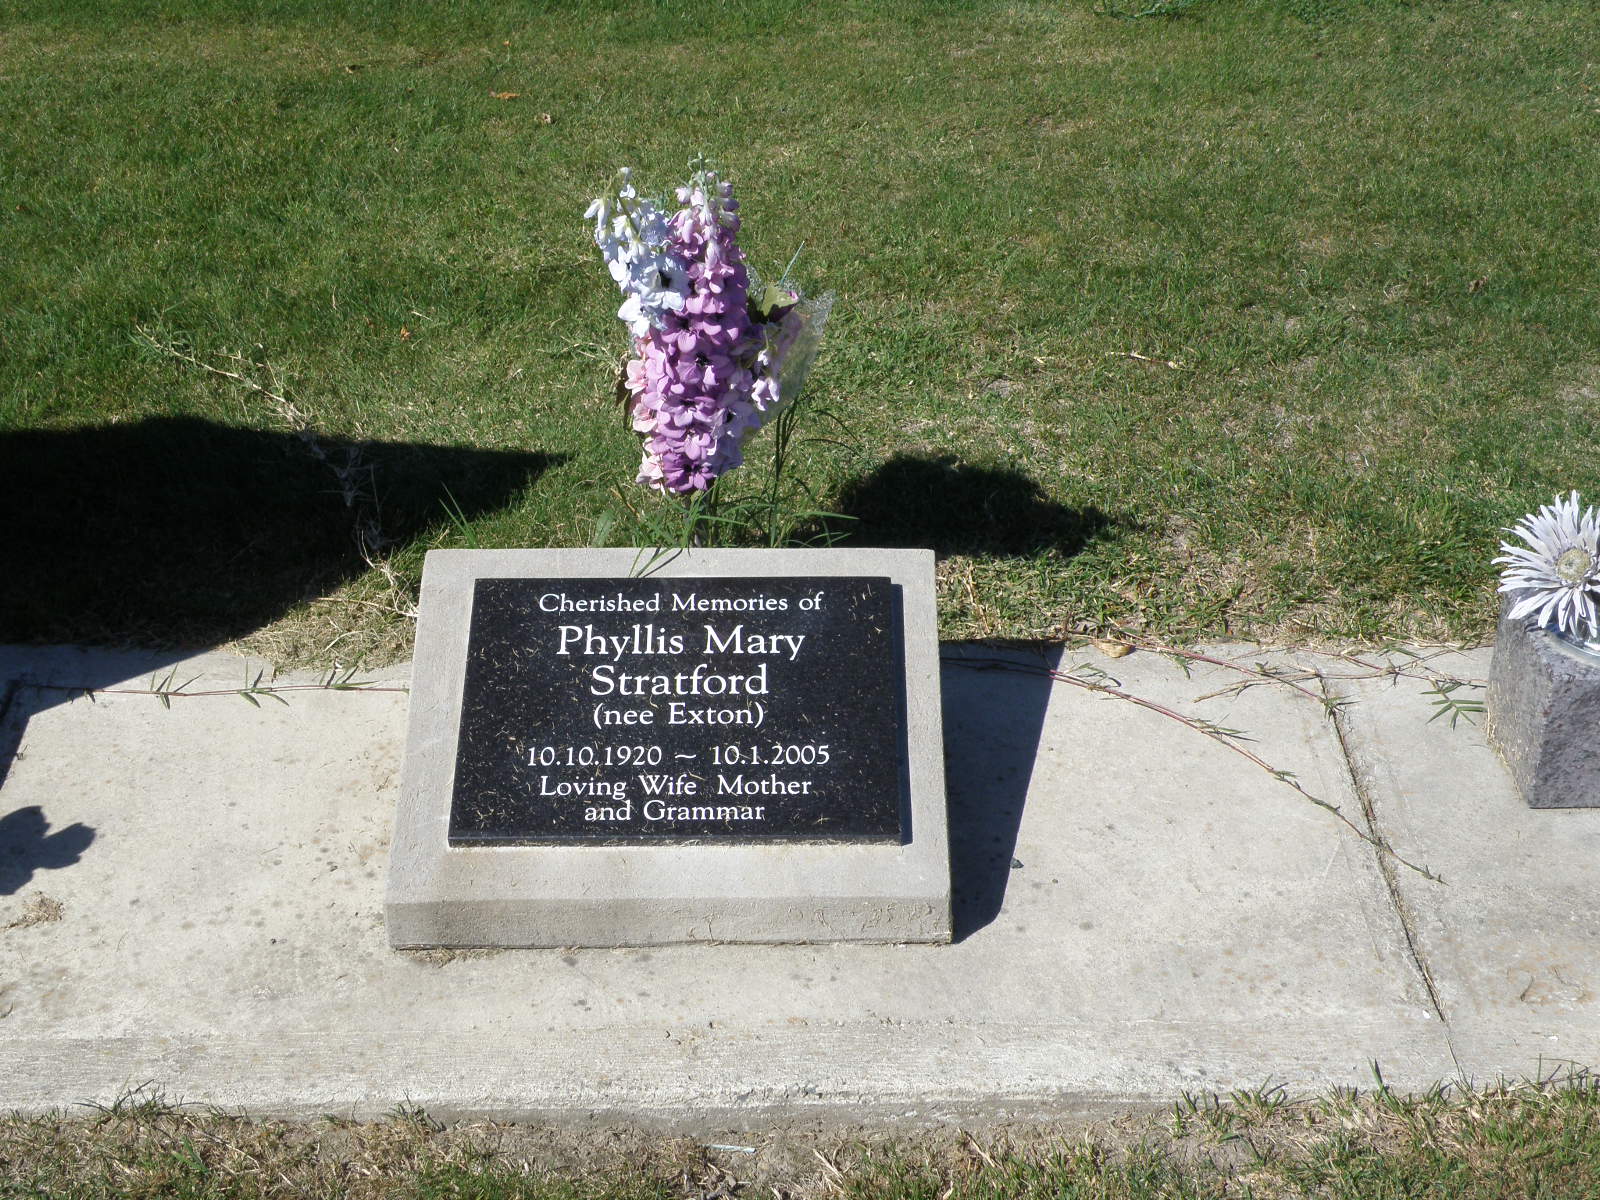 Cherished Memories of
Phyllis Mary
Stratford
(nee Exton)
10.10.1920 ~ 10.1.2005
Loving Wife Mother
and Grammar